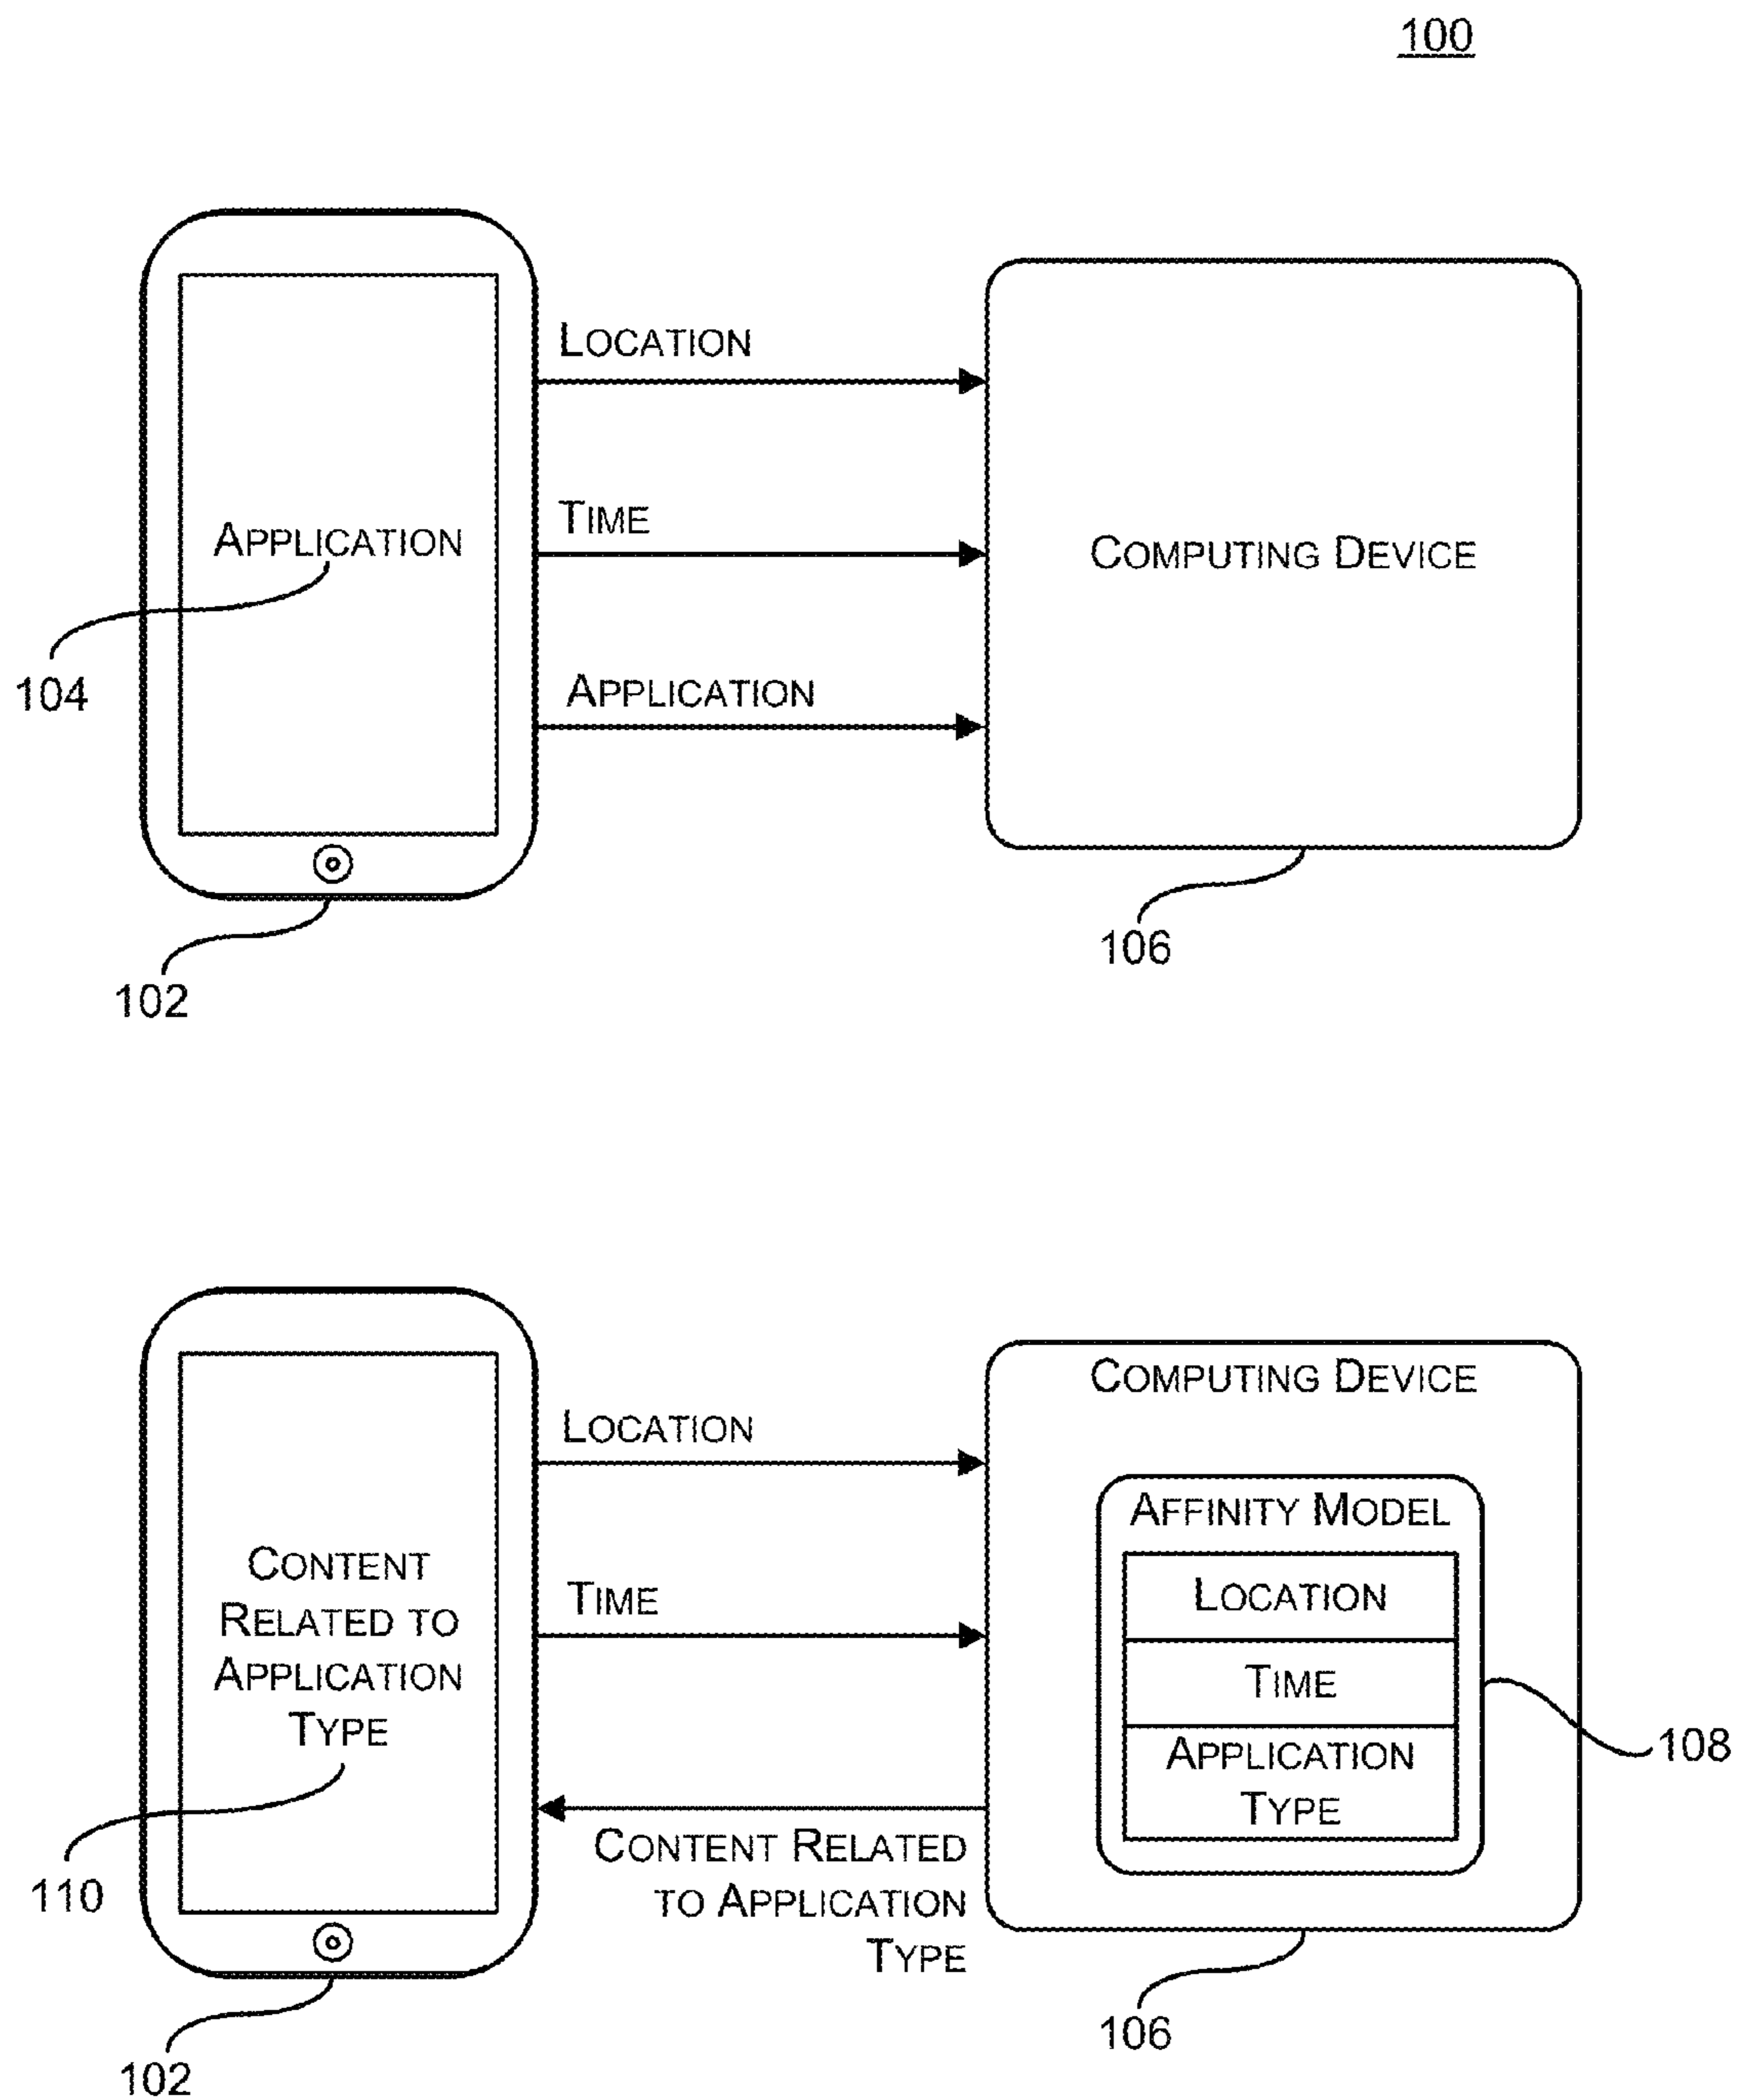 100
LOCATION
TIME
APPLICATION
COMPUTING DEVICE
APPLICATION
104
106
102
COMPUTING DEVICE
LOCATION
AFFINITY MODEL
CONTENT
RELATED TO
APPLICATION
TYPE
TIME
LOCATION
TIME
APPLICATION
TYPE
108
CONTENT RELATED
TO APPLICATION
TYPE
110
106
102